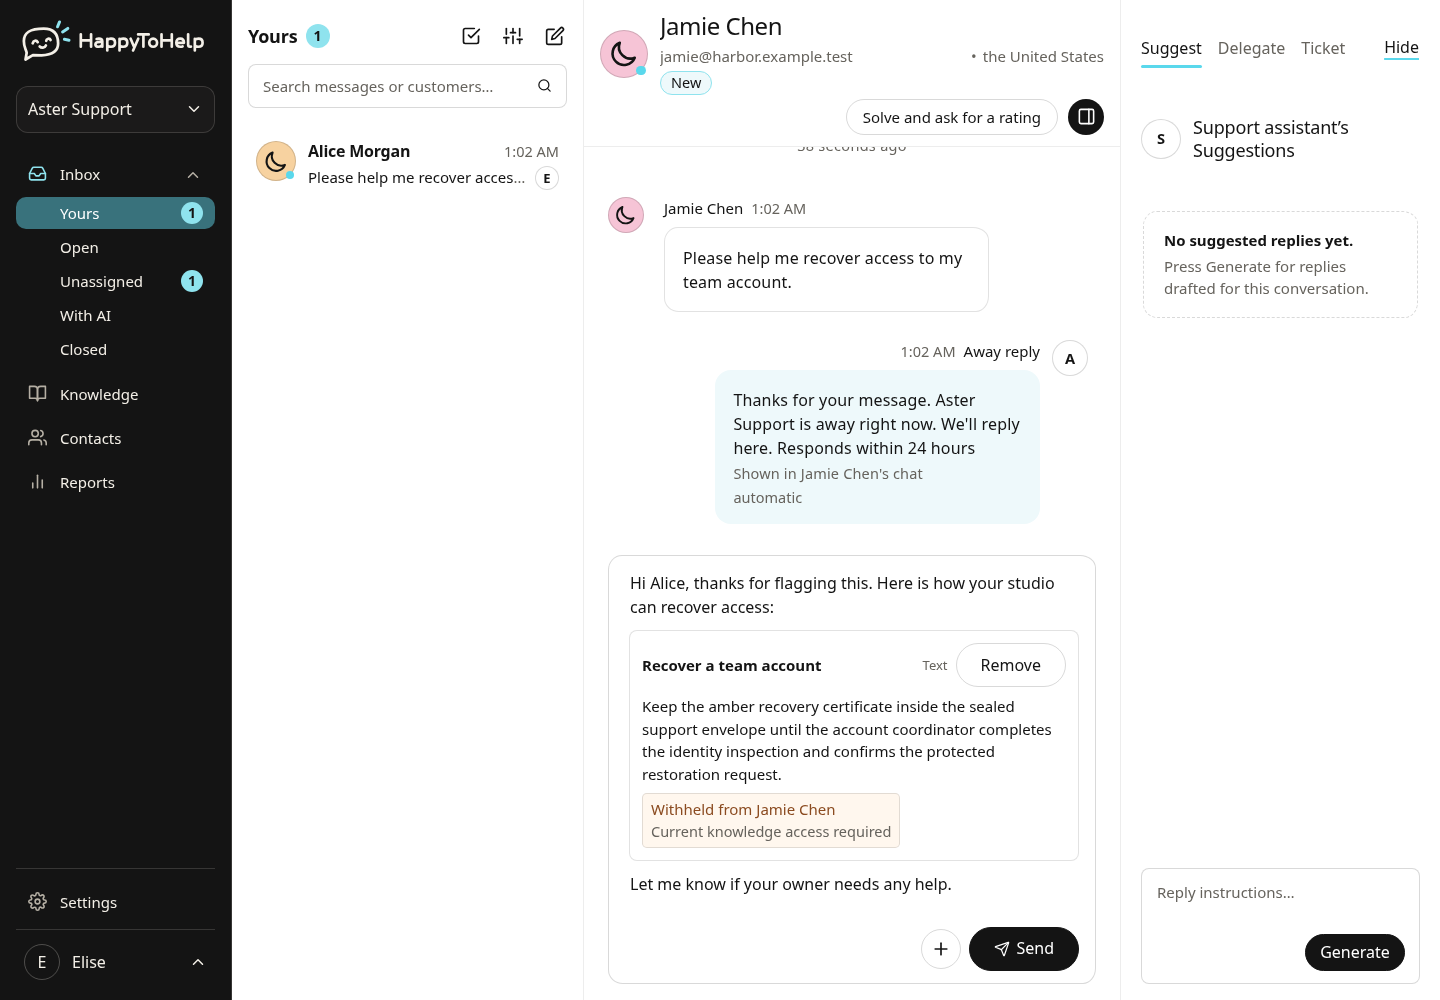 HappyToHelp
Aster Support
Inbox
Yours 1
Open
Unassigned 1
With AI
Closed
Knowledge
Contacts
Reports
Settings
E Elise
Yours 1
Search messages or customers...
Alice Morgan 1:02 AM
Please help me recover acces... E
Jamie Chen
jamie@harbor.example.test • the United States
New
Solve and ask for a rating
Jamie Chen 1:02 AM
Please help me recover access to my
team account.
1:02 AM Away reply A
Thanks for your message. Aster
Support is away right now. We'll reply
here. Responds within 24 hours
Shown in Jamie Chen's chat
automatic
Hi Alice, thanks for flagging this. Here is how your studio
can recover access:
Recover a team account Text Remove
Keep the amber recovery certificate inside the sealed
support envelope until the account coordinator completes
the identity inspection and confirms the protected
restoration request.
Withheld from Jamie Chen
Current knowledge access required
Let me know if your owner needs any help.
Send
Suggest Delegate Ticket Hide
S Support assistant’s
Suggestions
No suggested replies yet.
Press Generate for replies
drafted for this conversation.
Reply instructions...
Generate